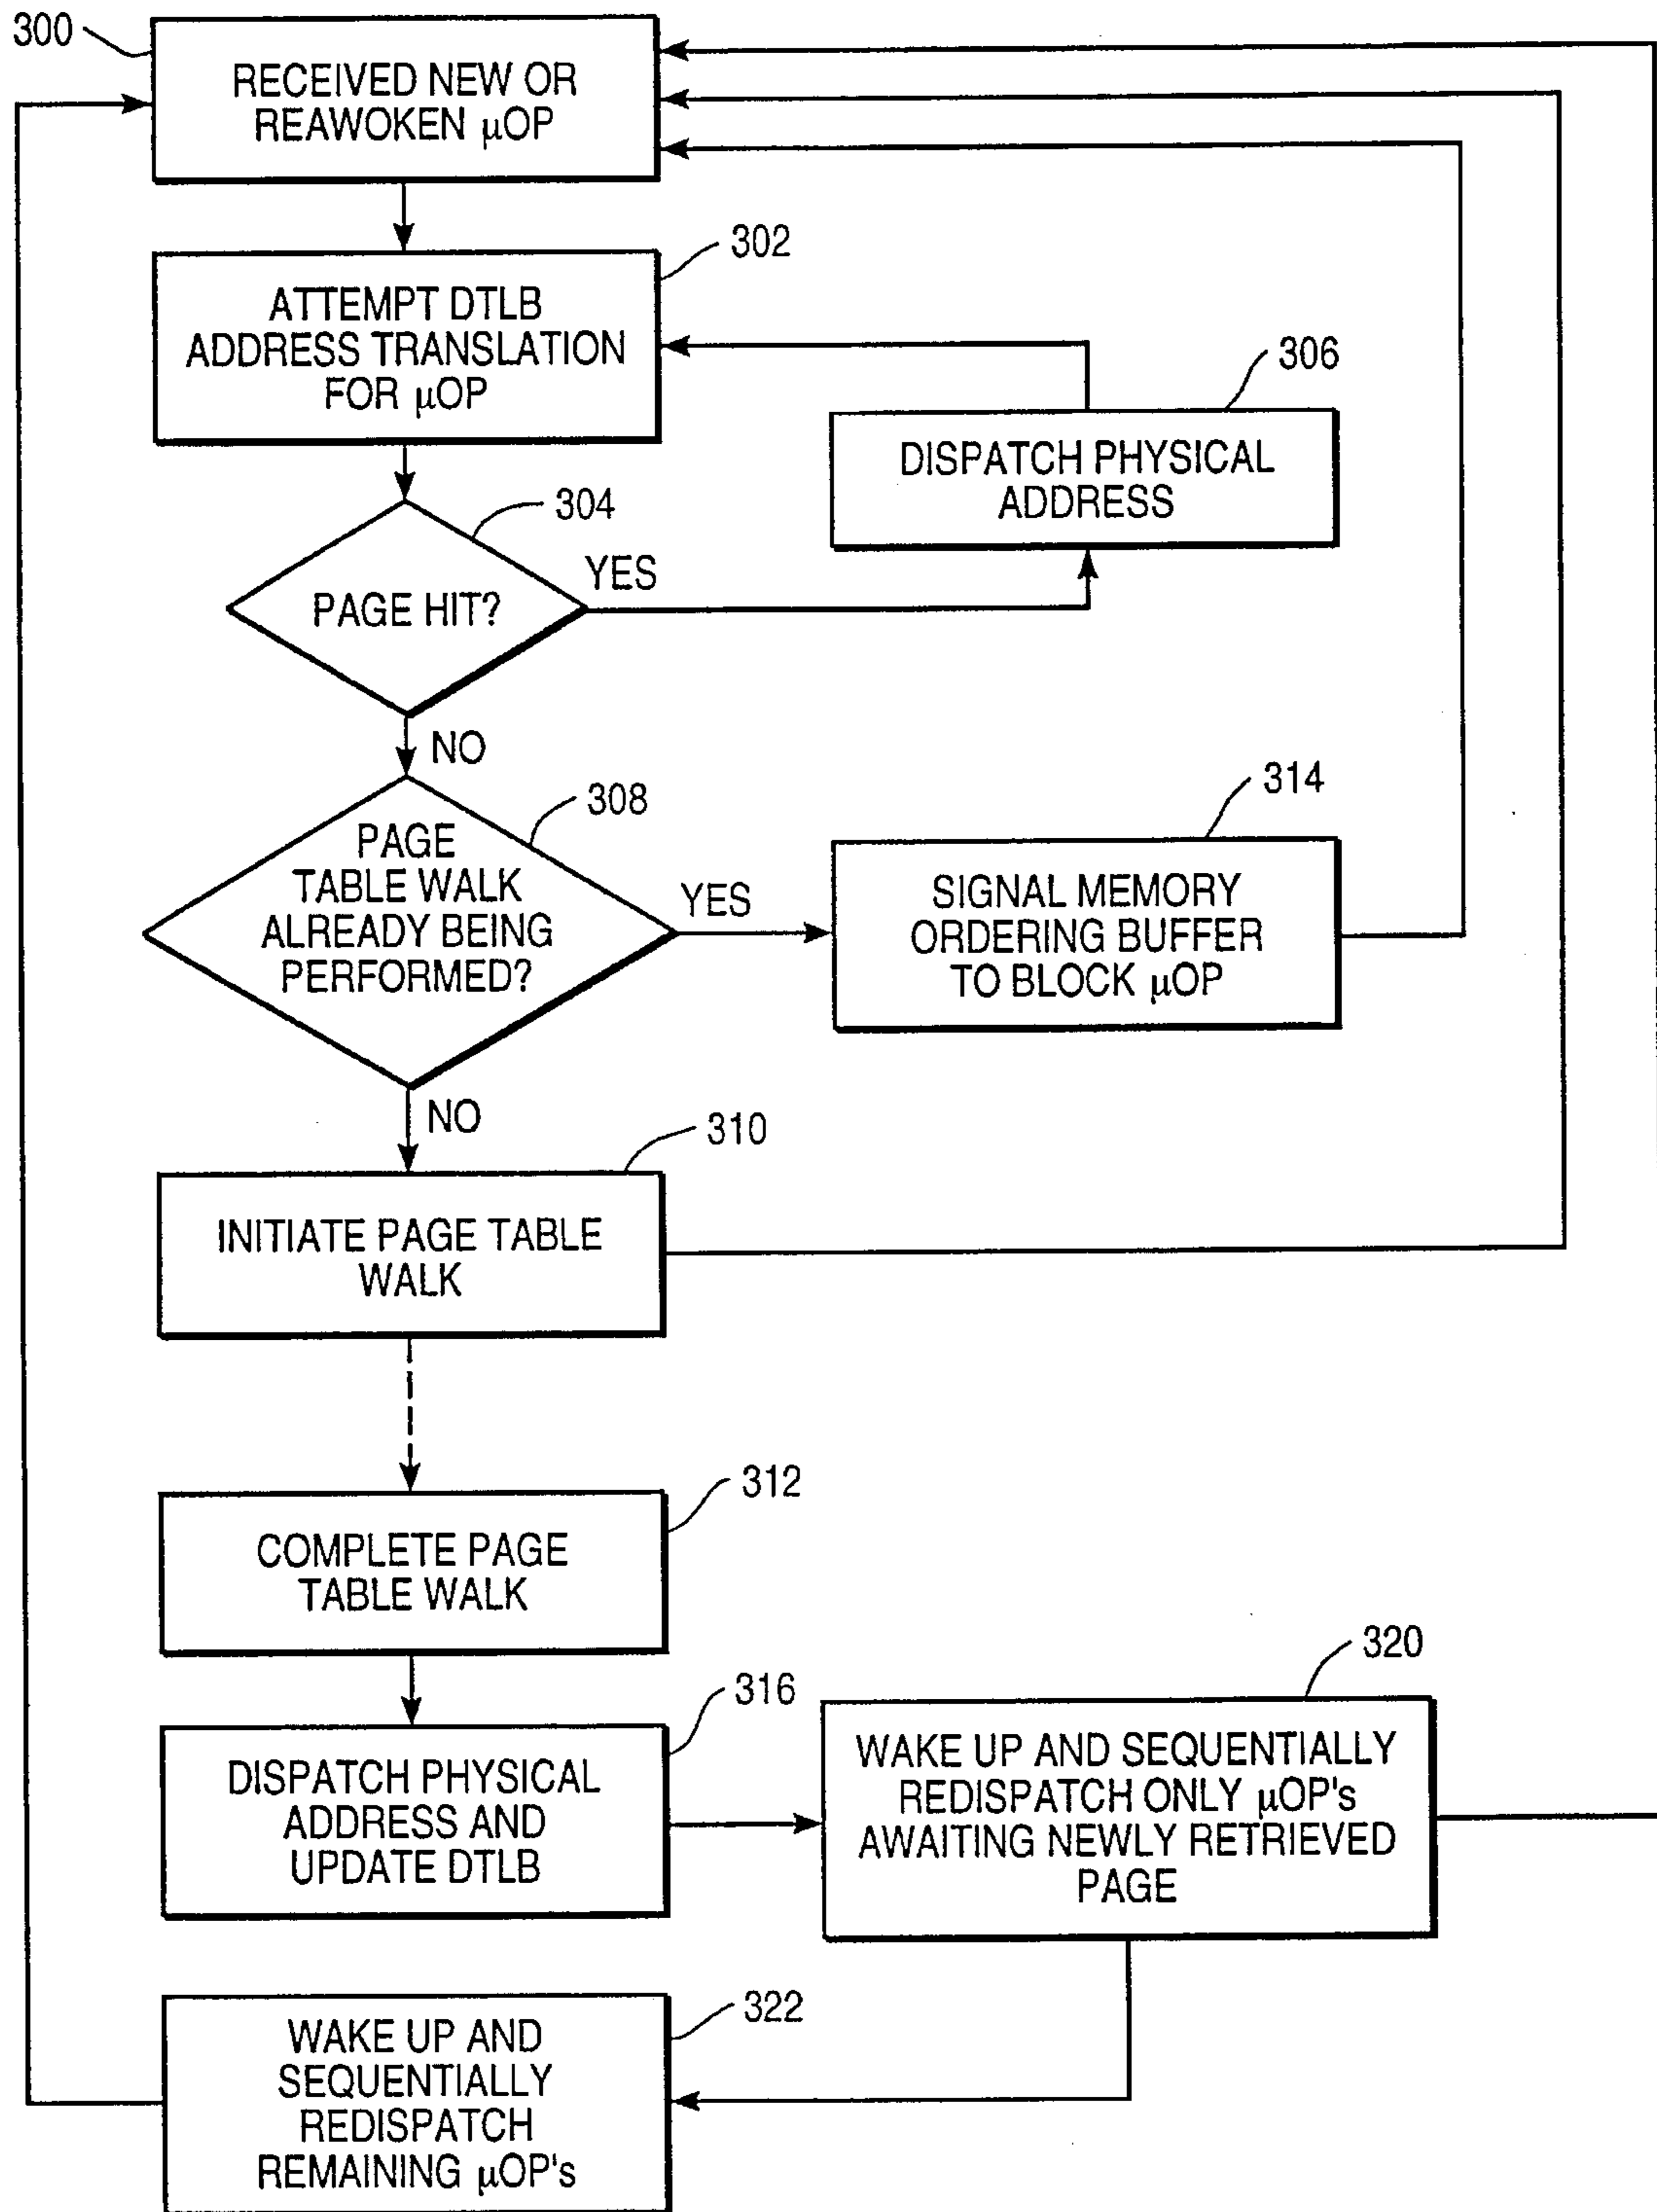 300
RECEIVED NEW OR
REAWOKEN µOP
302
ATTEMPT DTLB
ADDRESS TRANSLATION
FOR µOP
306
DISPATCH PHYSICAL
ADDRESS
304
PAGE HIT?
YES
NO
308
PAGE
TABLE WALK
ALREADY BEING
PERFORMED?
YES
314
SIGNAL MEMORY
ORDERING BUFFER
TO BLOCK µOP
NO
310
INITIATE PAGE TABLE
WALK
312
COMPLETE PAGE
TABLE WALK
316
DISPATCH PHYSICAL
ADDRESS AND
UPDATE DTLB
320
WAKE UP AND SEQUENTIALLY
REDISPATCH ONLY µOP's
AWAITING NEWLY RETRIEVED
PAGE
322
WAKE UP AND
SEQUENTIALLY
REDISPATCH
REMAINING µOP's